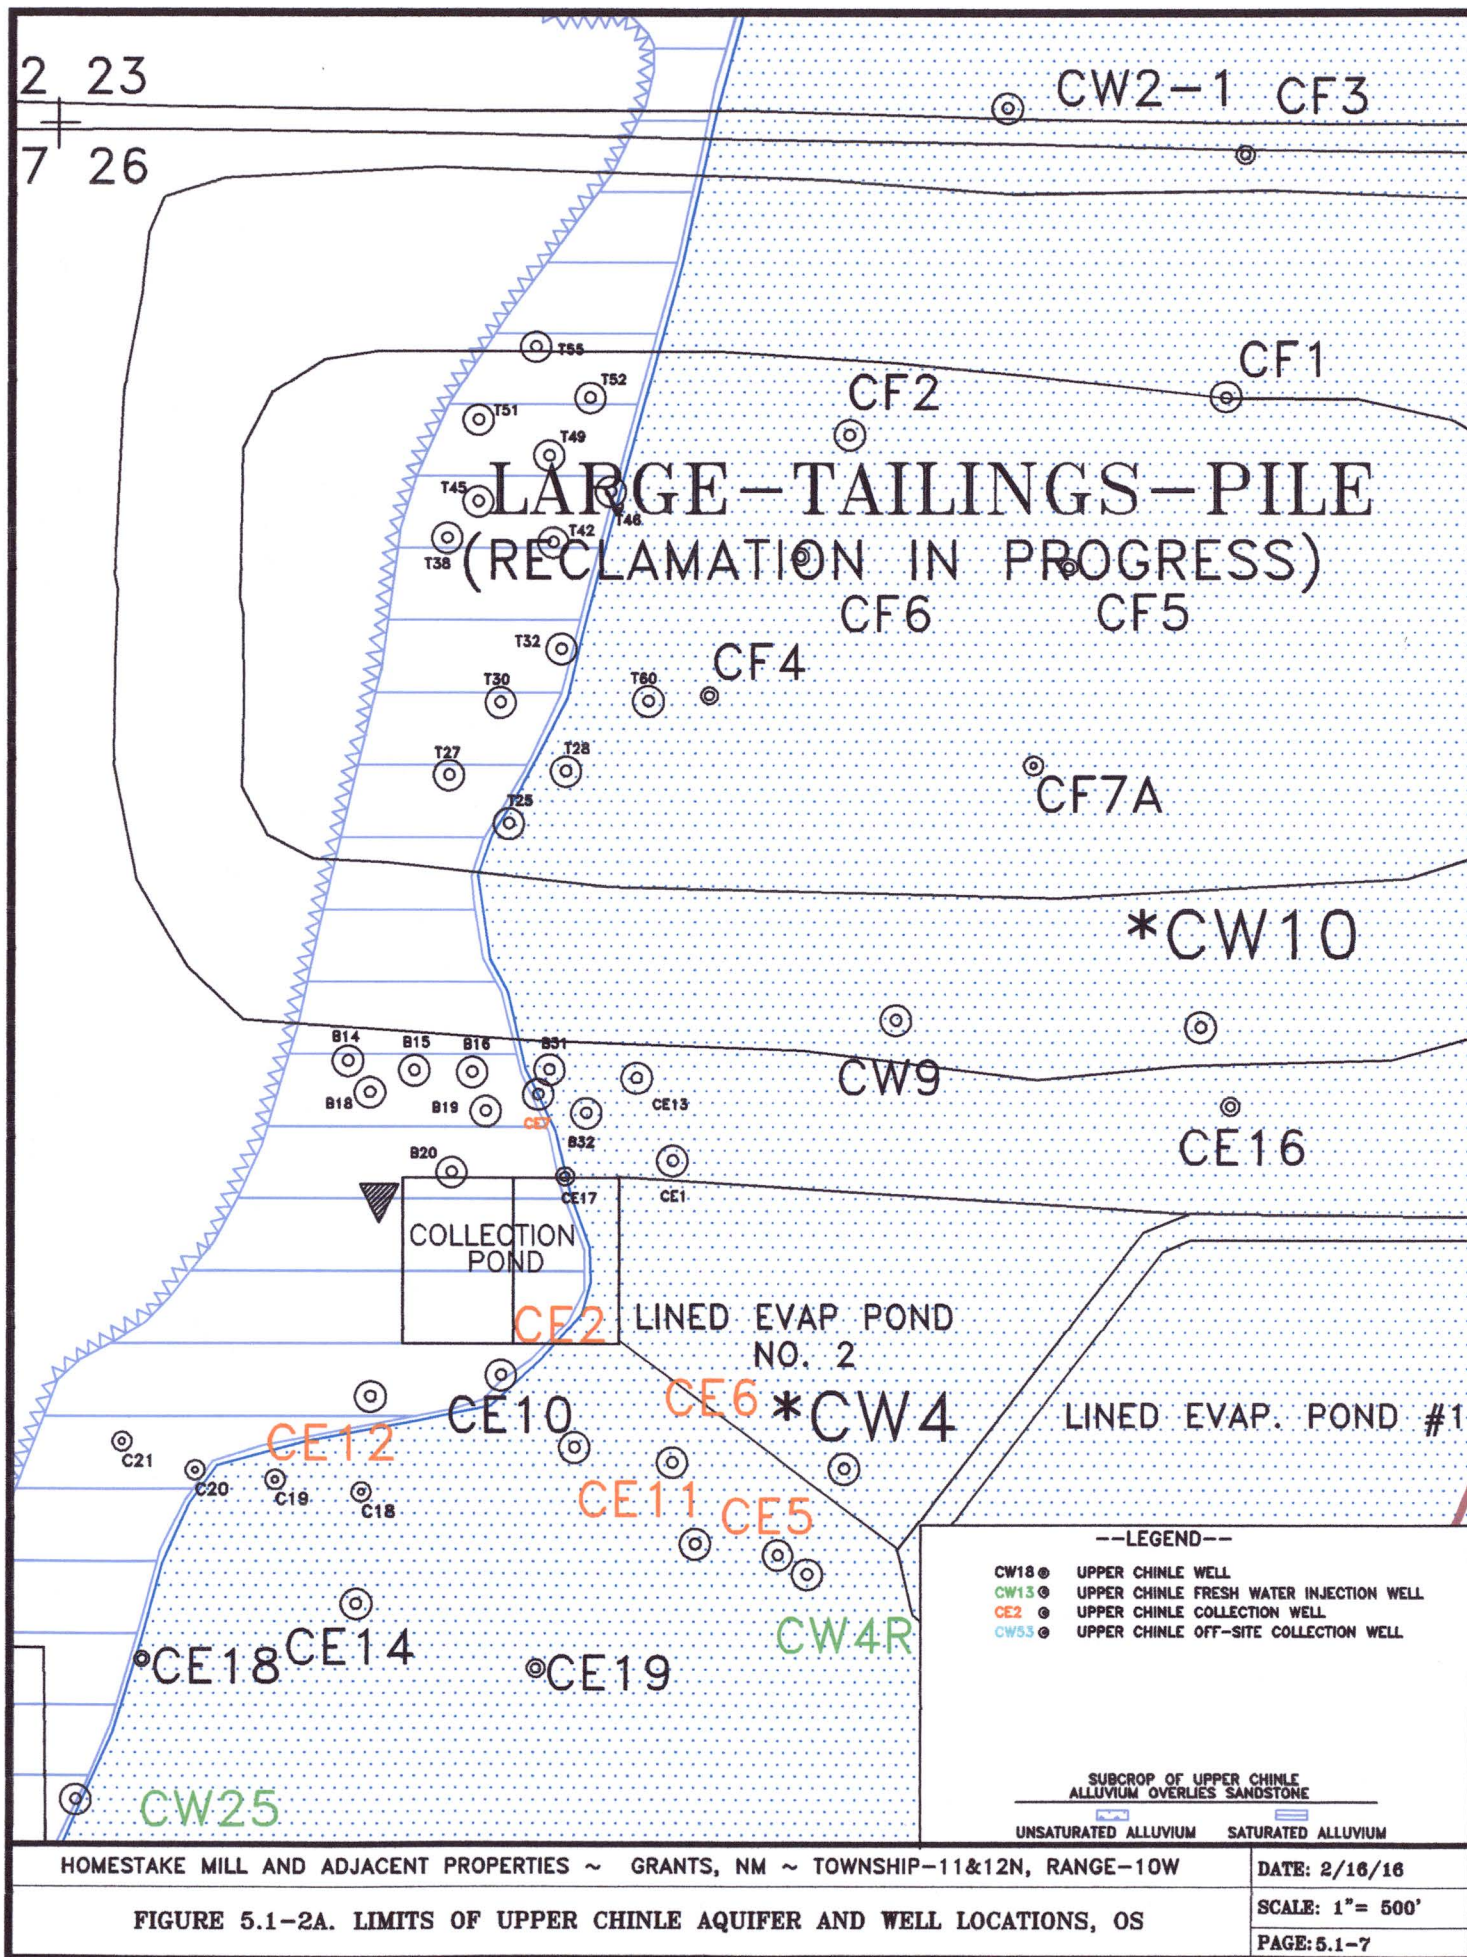 2 23
7 26
CW2-1 CF3
T55
T52
T51
T49
T45
T46
T42
T38
CF1
CF2
LARGE-TAILINGS-PILE
(RECLAMATION IN PROGRESS)
CF6
CF5
T32
CF4
T30
T60
T27
T28
T25
CF7A
*CW10
CW9
B14
B15
B16
B31
B18
B19
CE7
B32
CE13
CE16
B20
CE17
CE1
COLLECTION
POND
CE2
LINED EVAP POND
NO. 2
CE6
*CW4
LINED EVAP. POND #1
CE10
CE12
C21
C20
C19
C18
CE11
CE5
CW4R
CE14
CE18
CE19
CW25
--LEGEND--
CW18 UPPER CHINLE WELL
CW13 UPPER CHINLE FRESH WATER INJECTION WELL
CE2 UPPER CHINLE COLLECTION WELL
CW53 UPPER CHINLE OFF-SITE COLLECTION WELL
SUBCROP OF UPPER CHINLE
ALLUVIUM OVERLIES SANDSTONE
UNSATURATED ALLUVIUM SATURATED ALLUVIUM
HOMESTAKE MILL AND ADJACENT PROPERTIES ~ GRANTS, NM ~ TOWNSHIP-11&12N, RANGE-10W
DATE: 2/16/16
FIGURE 5.1-2A. LIMITS OF UPPER CHINLE AQUIFER AND WELL LOCATIONS, OS
SCALE: 1"= 500'
PAGE: 5.1-7